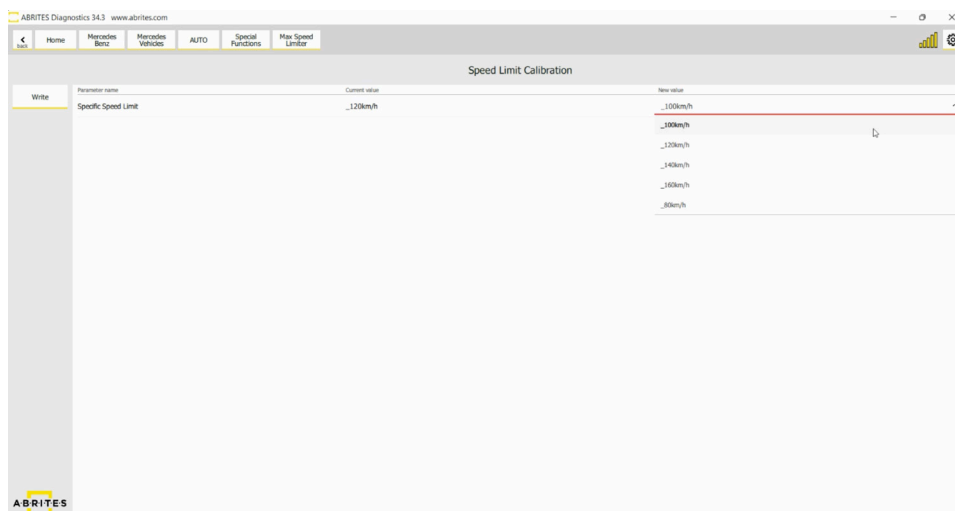 ABRITES Diagnostics 34.3 www.abrites.com
back
Home
Mercedes
Benz
Mercedes
Vehicles
AUTO
Special
Functions
Max Speed
Limiter
Speed Limit Calibration
Write
Parameter name Current value New value
Specific Speed Limit _120km/h _100km/h
_100km/h
_120km/h
_140km/h
_160km/h
_80km/h
ABRITES